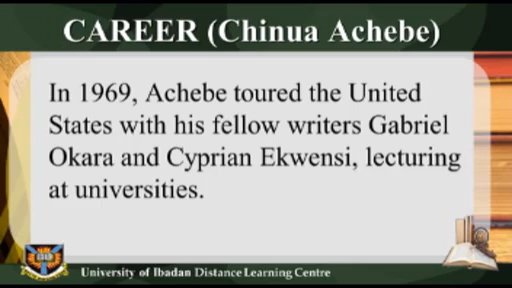 CAREER (Chinua Achebe)
In 1969, Achebe toured the United
States with his fellow writers Gabriel
Okara and Cyprian Ekwensi, lecturing
at universities.
University of Ibadan Distance Learning Centre